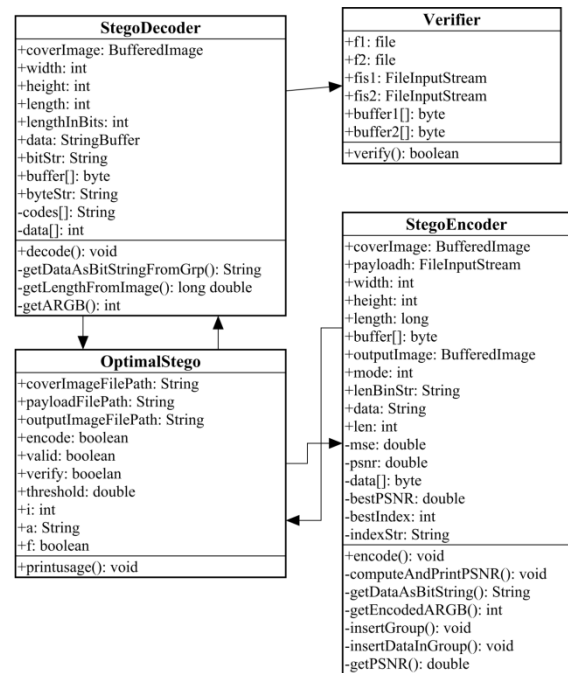 StegoDecoder
+coverImage: BufferedImage
+width: int
+height: int
+length: int
+lengthInBits: int
+data: StringBuffer
+bitStr: String
+buffer[]: byte
+byteStr: String
-codes[]: String
-data[]: int
+decode(): void
-getDataAsBitStringFromGrp(): String
-getLengthFromImage(): long double
-getARGB(): int
Verifier
+f1: file
+f2: file
+fis1: FileInputStream
+fis2: FileInputStream
+buffer1[]: byte
+buffer2[]: byte
+verify(): boolean
OptimalStego
+coverImageFilePath: String
+payloadFilePath: String
+outputImageFilePath: String
+encode: boolean
+valid: boolean
+verify: booelan
+threshold: double
+i: int
+a: String
+f: boolean
+printusage(): void
StegoEncoder
+coverImage: BufferedImage
+payloadh: FileInputStream
+width: int
+height: int
+length: long
+buffer[]: byte
+outputImage: BufferedImage
+mode: int
+lenBinStr: String
+data: String
+len: int
-mse: double
-psnr: double
-data[]: byte
-bestPSNR: double
-bestIndex: int
-indexStr: String
+encode(): void
-computeAndPrintPSNR(): void
-getDataAsBitString(): String
-getEncodedARGB(): int
-insertGroup(): void
-insertDataInGroup(): void
-getPSNR(): double